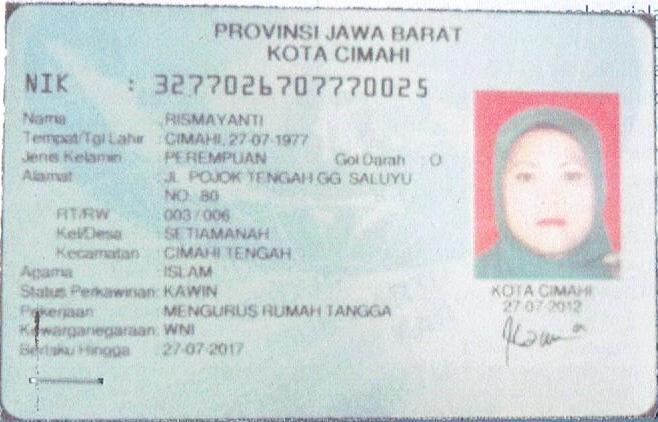 PROVINSI JAWA BARAT
KOTA CIMAHI
NIK : 3277026707770025
Nama : RISMAYANTI
Tempat/Tgl Lahir : CIMAHI, 27-07-1977
Jenis Kelamin : PEREMPUAN Gol Darah : O
Alamat : JL POJOK TENGAH GG SALUYU
NO. 80
RT/RW : 003 / 006
Kel/Desa : SETIAMANAH
Kecamatan : CIMAHI TENGAH
Agama : ISLAM
Status Perkawinan: KAWIN
Pekerjaan : MENGURUS RUMAH TANGGA
Kewarganegaraan: WNI
Berlaku Hingga : 27-07-2017
KOTA CIMAHI
27-07-2012